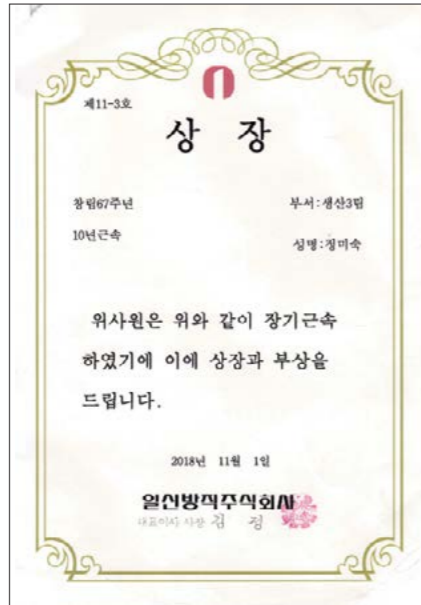 제11-3호
상 장
창립67주년 부서:생산3팀
10년근속 성명:정미숙
위사원은 위와 같이 장기근속
하였기에 이에 상장과 부상을
드립니다.
2018년 11월 1일
일신방직주식회사
대표이사 사장 김 정